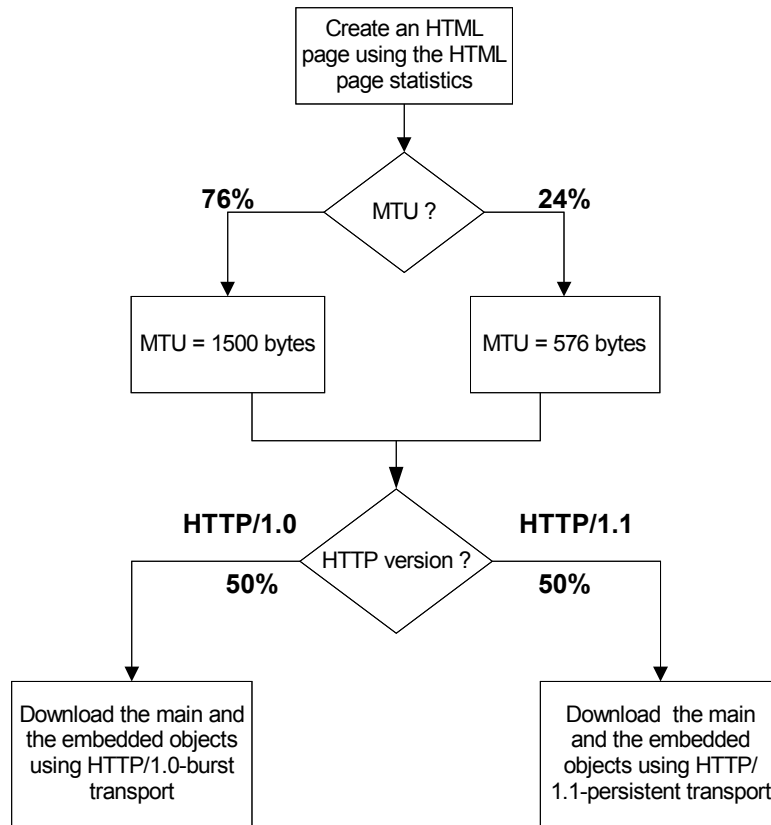 Create an HTML
page using the HTML
page statistics
76%
24%
MTU ?
MTU = 1500 bytes
MTU = 576 bytes
HTTP/1.0
HTTP/1.1
HTTP version ?
50%
50%
Download the main and
the embedded objects
using HTTP/1.0-burst
transport
Download the main
and the embedded
objects using HTTP/
1.1-persistent transport